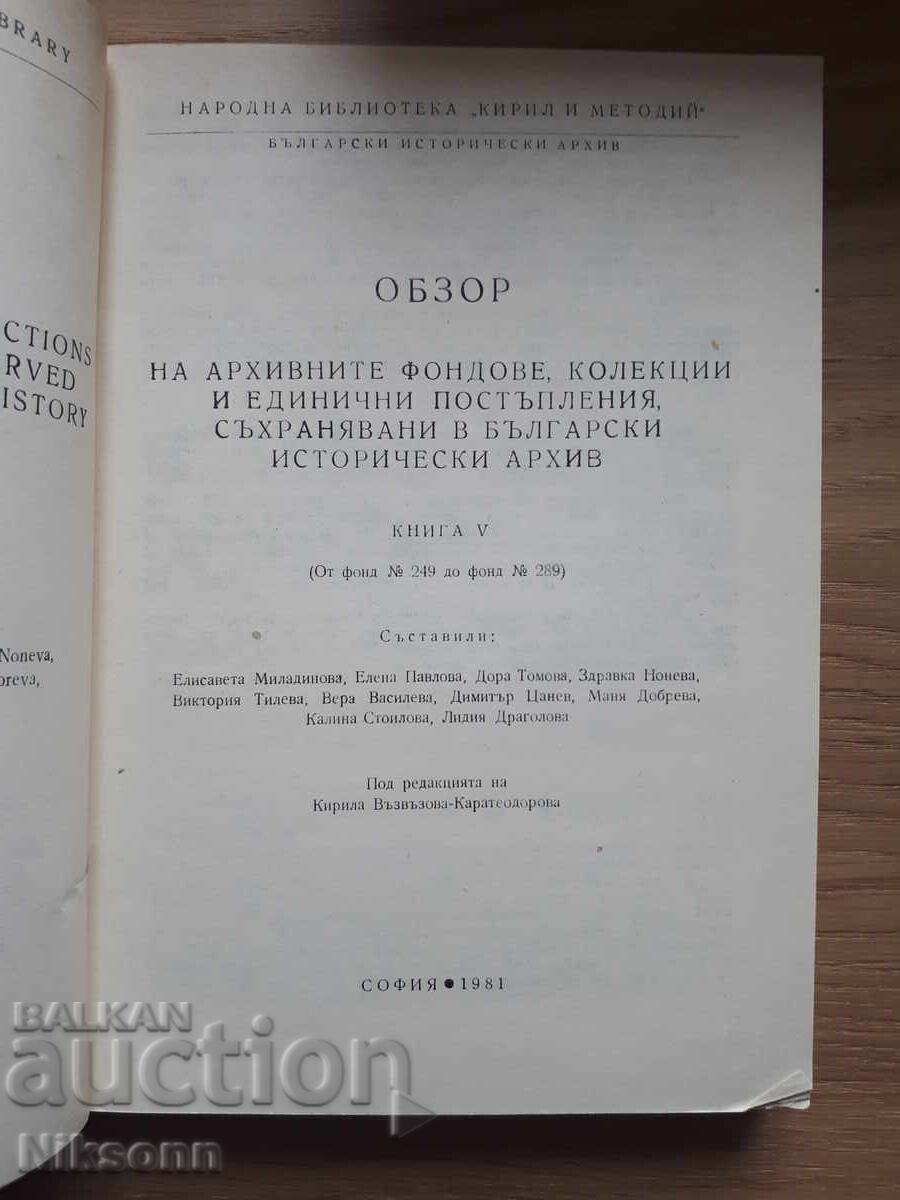 BRARY
CTIONS
RVED
ISTORY
Noneva,
oreva,
НАРОДНА БИБЛИОТЕКА „КИРИЛ И МЕТОДИЙ“
БЪЛГАРСКИ ИСТОРИЧЕСКИ АРХИВ
ОБЗОР
НА АРХИВНИТЕ ФОНДОВЕ, КОЛЕКЦИИ
И ЕДИНИЧНИ ПОСТЪПЛЕНИЯ,
СЪХРАНЯВАНИ В БЪЛГАРСКИ
ИСТОРИЧЕСКИ АРХИВ
КНИГА V
(От фонд № 249 до фонд № 289)
Съставили:
Елисавета Миладинова, Елена Павлова, Дора Томова, Здравка Нонева,
Виктория Тилева, Вера Василева, Димитър Цанев, Маня Добрева,
Калина Стоилова, Лидия Драголова
Под редакцията на
Кирила Възвъзова-Каратеодорова
СОФИЯ ● 1981
BALKAN
auction
Niksonn